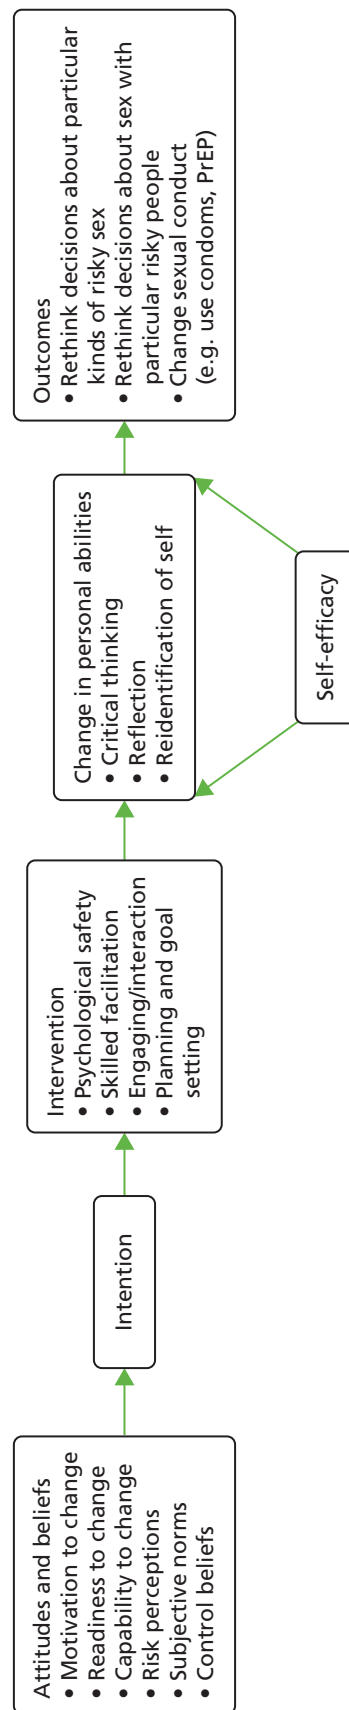 Attitudes and beliefs
• Motivation to change
• Readiness to change
• Capability to change
• Risk perceptions
• Subjective norms
• Control beliefs
Intention
Intervention
• Psychological safety
• Skilled facilitation
• Engaging/interaction
• Planning and goal
setting
Change in personal abilities
• Critical thinking
• Reflection
• Reidentification of self
Self-efficacy
Outcomes
• Rethink decisions about particular
kinds of risky sex
• Rethink decisions about sex with
particular risky people
• Change sexual conduct
(e.g. use condoms, PrEP)